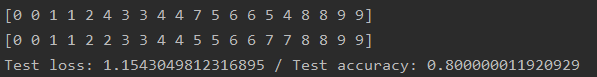 [0 0 1 1 2 4 3 3 4 4 7 5 6 6 5 4 8 8 9 9]
[0 0 1 1 2 2 3 3 4 4 5 5 6 6 7 7 8 8 9 9]
Test loss: 1.1543049812316895 / Test accuracy: 0.800000011920929